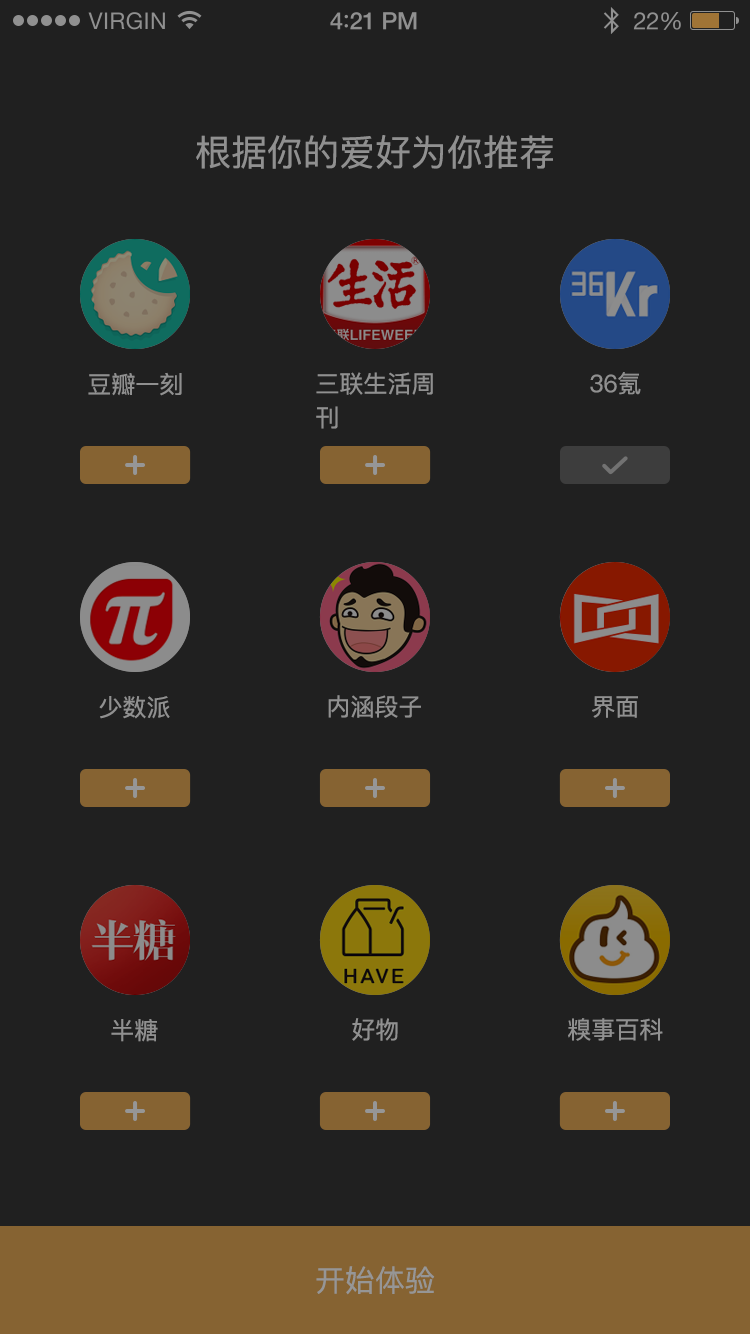 VIRGIN 4:21 PM 22%
根据你的爱好为你推荐
生活
联LIFEWEE
36Kr
豆瓣一刻 三联生活周 36氪
刊
π
少数派 内涵段子 界面
半糖
HAVE
半糖 好物 糗事百科
开始体验